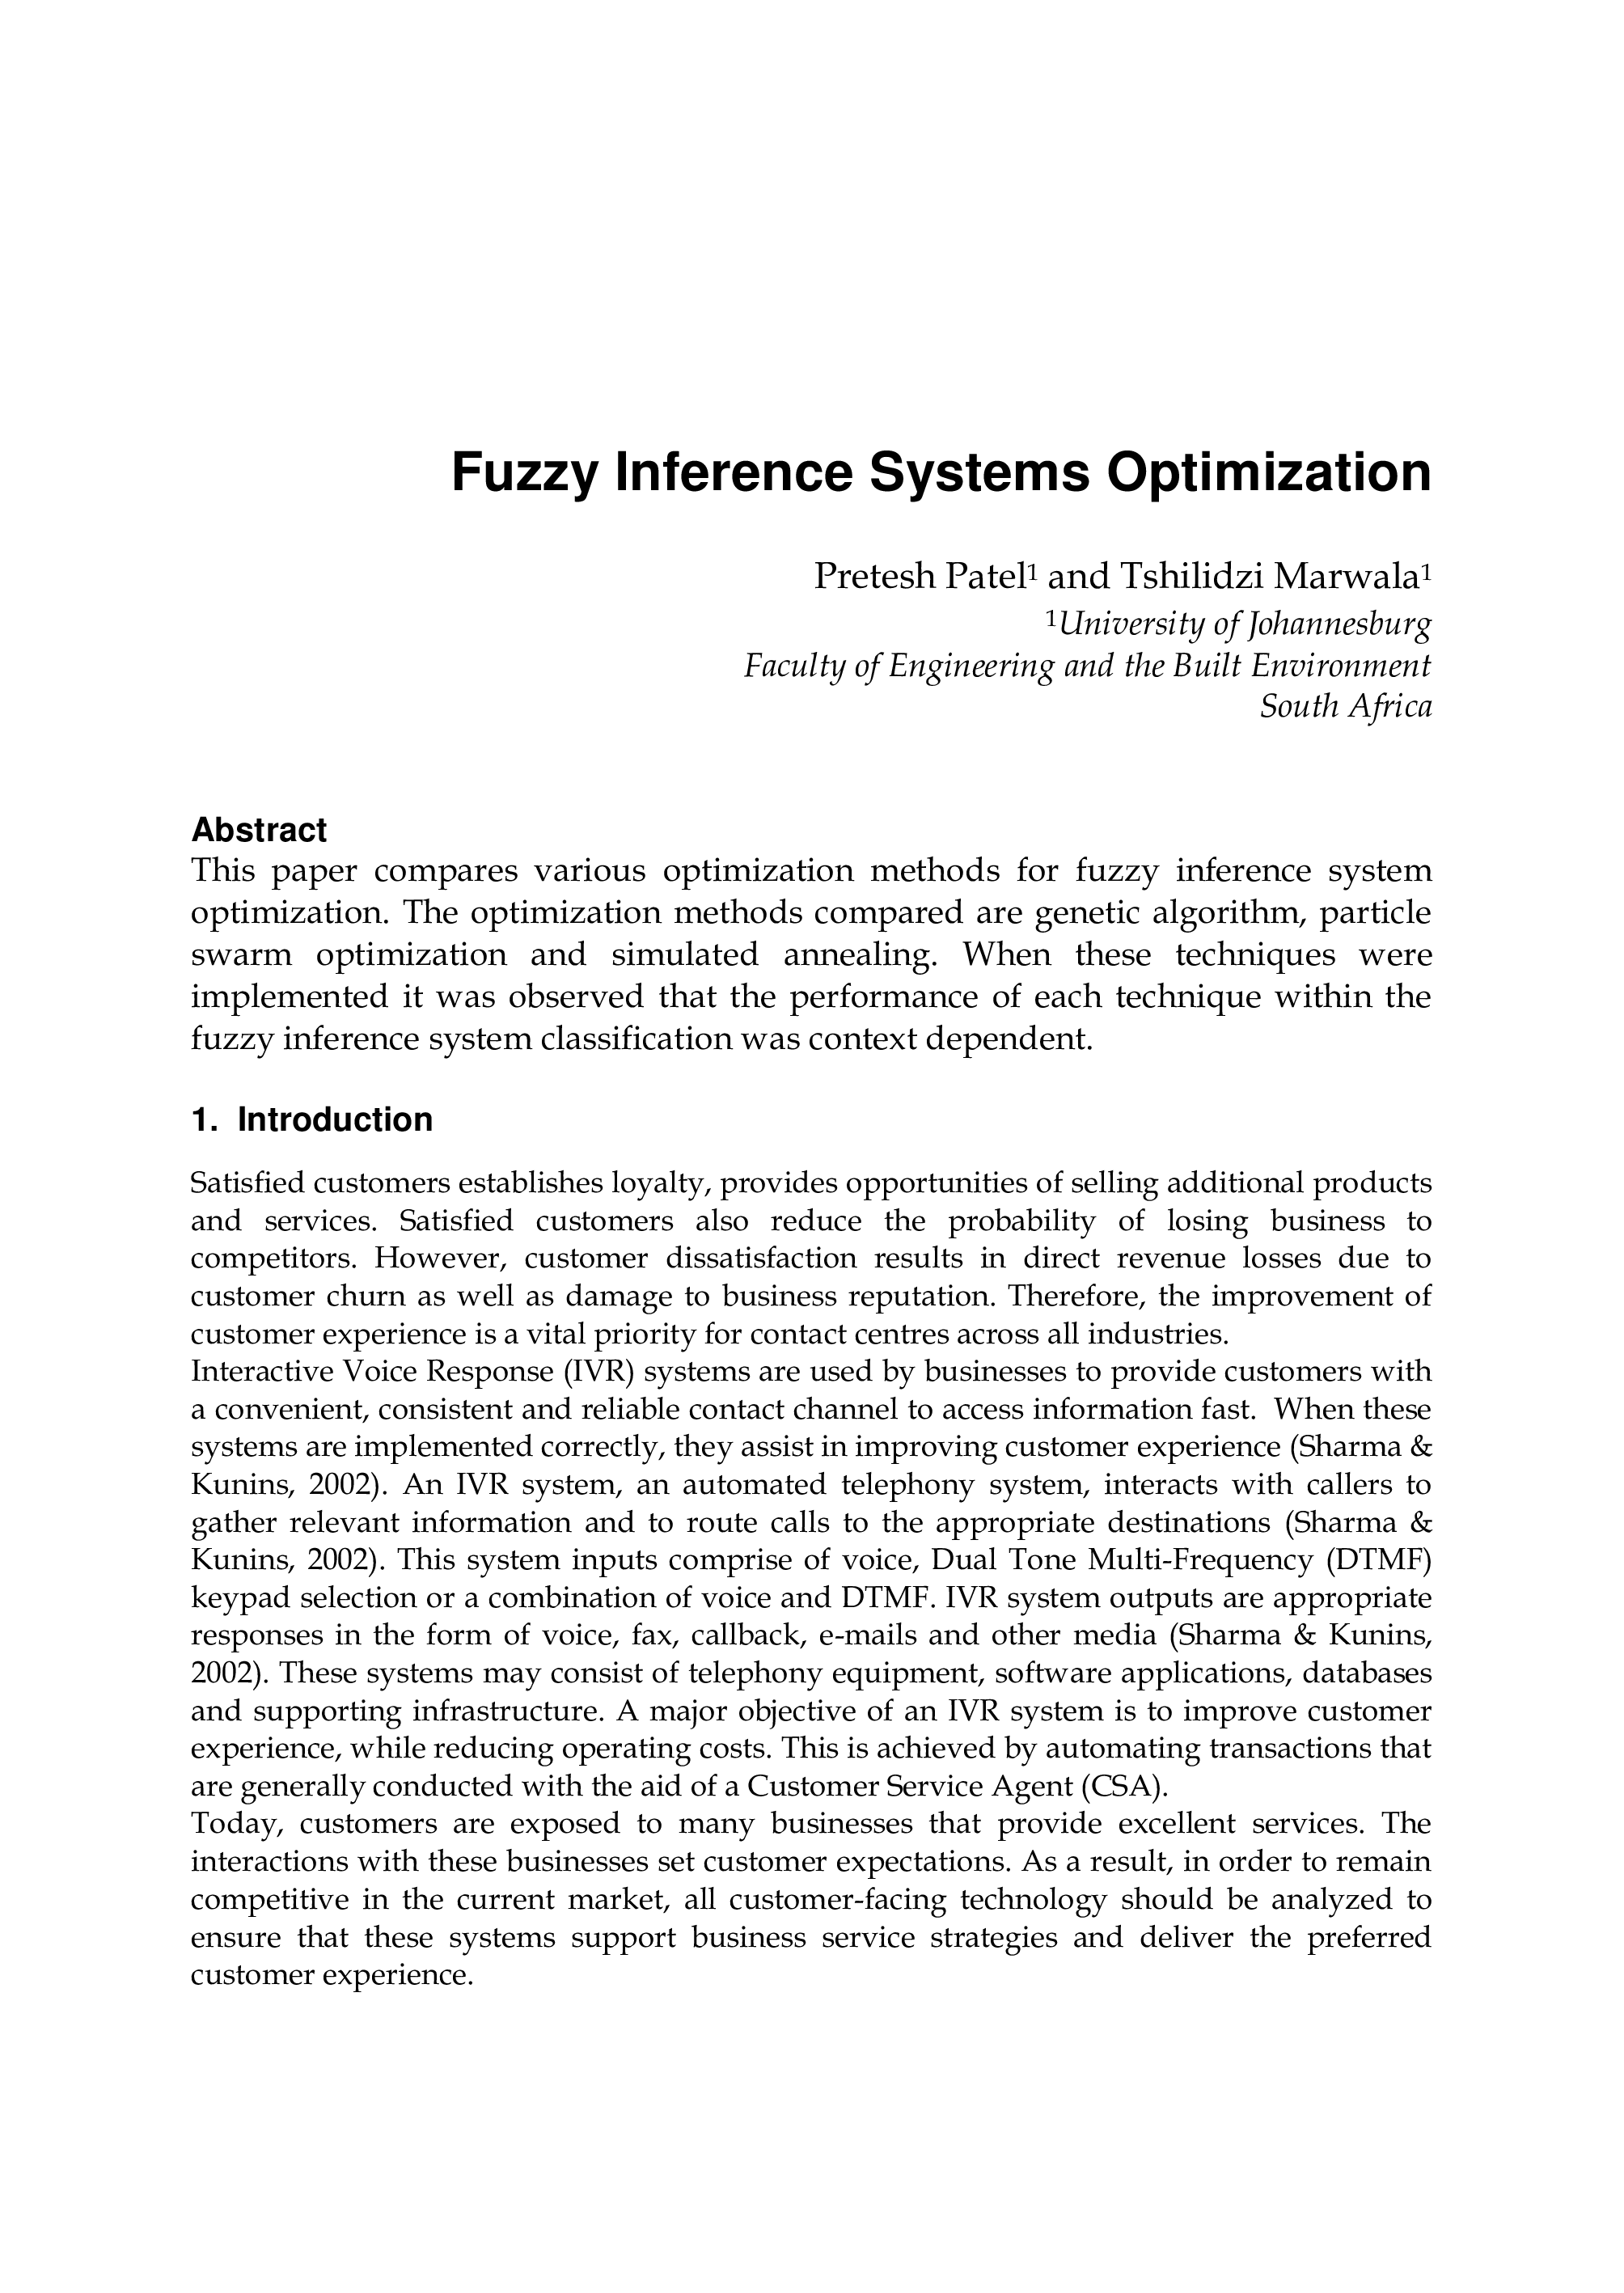 Fuzzy Inference Systems Optimization
Pretesh Patel1 and Tshilidzi Marwala1
1University of Johannesburg
Faculty of Engineering and the Built Environment
South Africa
Abstract
This paper compares various optimization methods for fuzzy inference system
optimization. The optimization methods compared are genetic algorithm, particle
swarm optimization and simulated annealing. When these techniques were
implemented it was observed that the performance of each technique within the
fuzzy inference system classification was context dependent.
1. Introduction
Satisfied customers establishes loyalty, provides opportunities of selling additional products
and services. Satisfied customers also reduce the probability of losing business to
competitors. However, customer dissatisfaction results in direct revenue losses due to
customer churn as well as damage to business reputation. Therefore, the improvement of
customer experience is a vital priority for contact centres across all industries.
Interactive Voice Response (IVR) systems are used by businesses to provide customers with
a convenient, consistent and reliable contact channel to access information fast. When these
systems are implemented correctly, they assist in improving customer experience (Sharma &
Kunins, 2002). An IVR system, an automated telephony system, interacts with callers to
gather relevant information and to route calls to the appropriate destinations (Sharma &
Kunins, 2002). This system inputs comprise of voice, Dual Tone Multi-Frequency (DTMF)
keypad selection or a combination of voice and DTMF. IVR system outputs are appropriate
responses in the form of voice, fax, callback, e-mails and other media (Sharma & Kunins,
2002). These systems may consist of telephony equipment, software applications, databases
and supporting infrastructure. A major objective of an IVR system is to improve customer
experience, while reducing operating costs. This is achieved by automating transactions that
are generally conducted with the aid of a Customer Service Agent (CSA).
Today, customers are exposed to many businesses that provide excellent services. The
interactions with these businesses set customer expectations. As a result, in order to remain
competitive in the current market, all customer-facing technology should be analyzed to
ensure that these systems support business service strategies and deliver the preferred
customer experience.